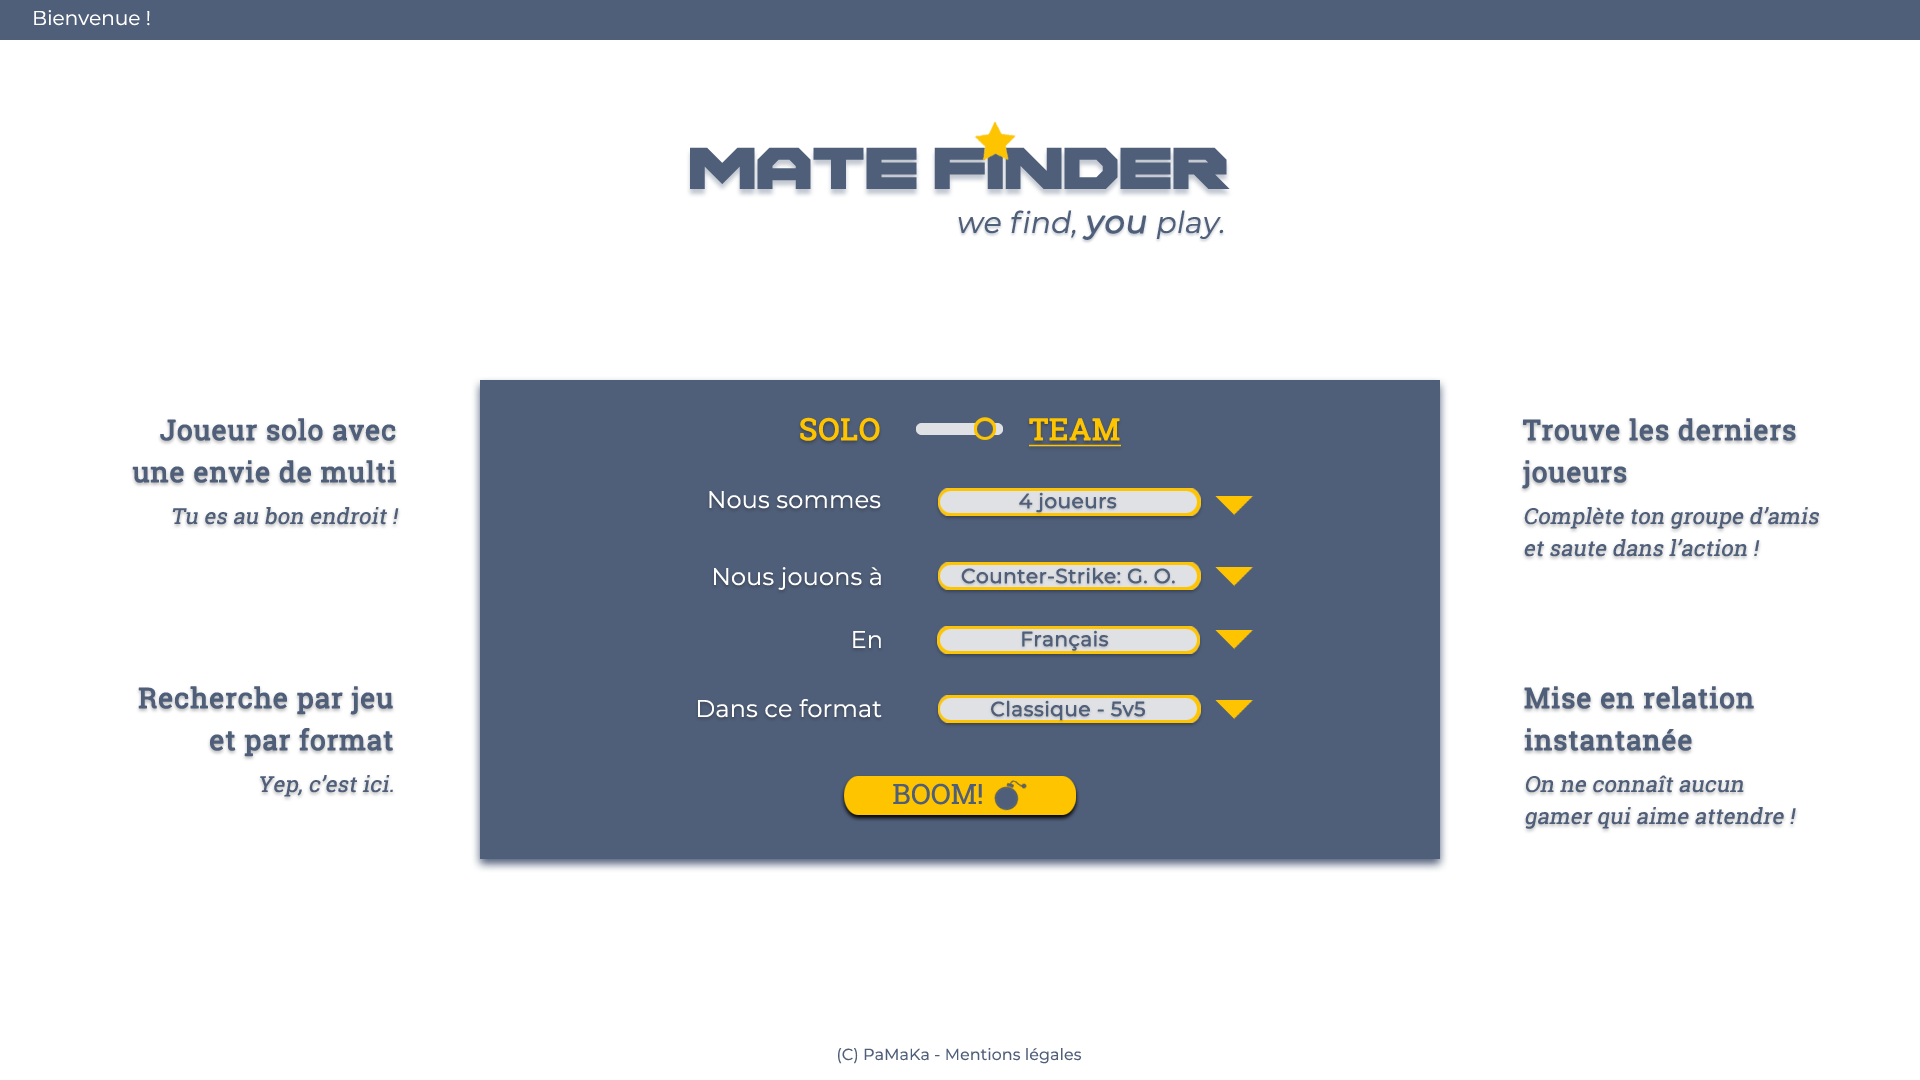 Bienvenue !
MATE FINDER
we find, you play.
Joueur solo avec
une envie de multi
Tu es au bon endroit !
Recherche par jeu
et par format
Yep, c’est ici.
SOLO TEAM
Nous sommes 4 joueurs
Nous jouons à Counter-Strike: G. O.
En Français
Dans ce format Classique - 5v5
BOOM!
Trouve les derniers
joueurs
Complète ton groupe d’amis
et saute dans l’action !
Mise en relation
instantanée
On ne connaît aucun
gamer qui aime attendre !
(C) PaMaKa - Mentions légales